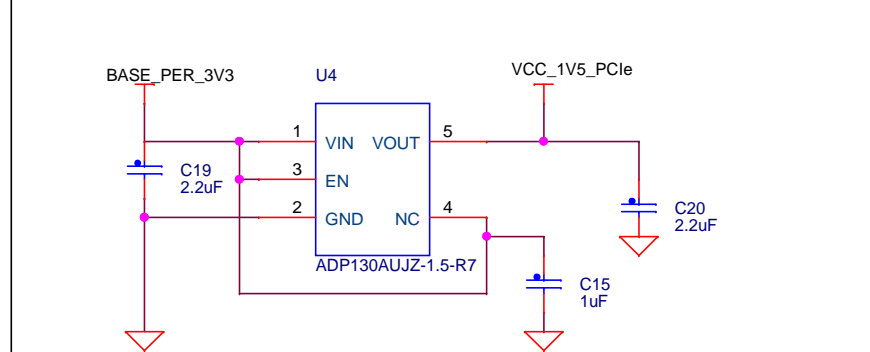 BASE_PER_3V3
U4
VCC_1V5_PCIe
1
VIN
VOUT
5
C19
2.2uF
3
EN
2
GND
NC
4
C20
2.2uF
ADP130AUJZ-1.5-R7
C15
1uF